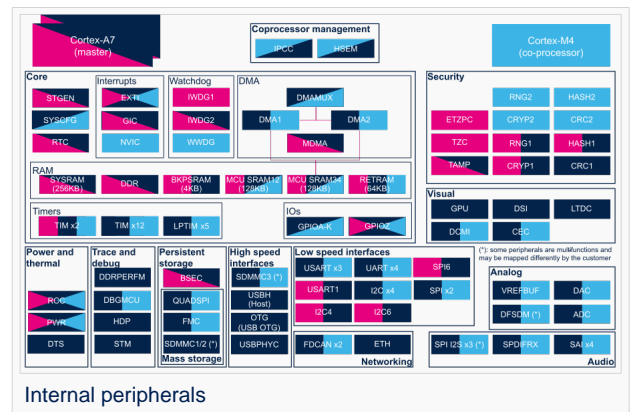 Cortex-A7
(master)
Coprocessor management
IPCC
HSEM
Cortex-M4
(co-processor)
Core
STGEN
SYSCFG
RTC
Interrupts
EXTI
GIC
NVIC
Watchdog
IWDG1
IWDG2
WWDG
DMA
DMAMUX
DMA1
DMA2
MDMA
Security
RNG2
HASH2
ETZPC
CRYP2
CRC2
TZC
RNG1
HASH1
TAMP
CRYP1
CRC1
RAM
SYSRAM
(256KB)
DDR
BKPSRAM
(4KB)
MCU SRAM12
(128KB)
MCU SRAM34
(128KB)
RETRAM
(64KB)
Timers
TIM x2
TIM x12
LPTIM x5
IOs
GPIOA-K
GPIOZ
Visual
GPU
DSI
LTDC
DCMI
CEC
Power and
thermal
RCC
PWR
DTS
Trace and
debug
DDRPERFM
DBGMCU
HDP
STM
Persistent
storage
BSEC
QUADSPI
FMC
SDMMC1/2 (*)
Mass storage
High speed
interfaces
SDMMC3 (*)
USBH
(Host)
OTG
(USB OTG)
USBPHYC
Low speed interfaces
USART x3
UART x4
SPI6
USART1
I2C x4
SPI x2
I2C4
I2C6
(*): some peripherals are multifunctions and
may be mapped differently by the customer
Analog
VREFBUF
DAC
DFSDM (*)
ADC
FDCAN x2
ETH
Networking
SPI I2S x3 (*)
SPDIFRX
SAI x4
Audio
Internal peripherals